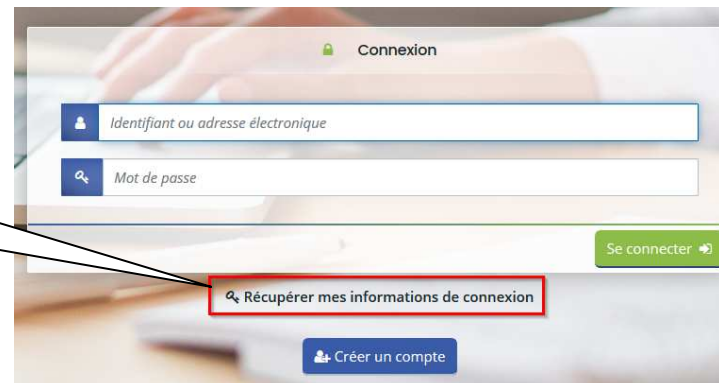 Connexion
Identifiant ou adresse électronique
Mot de passe
Se connecter
Récupérer mes informations de connexion
Créer un compte